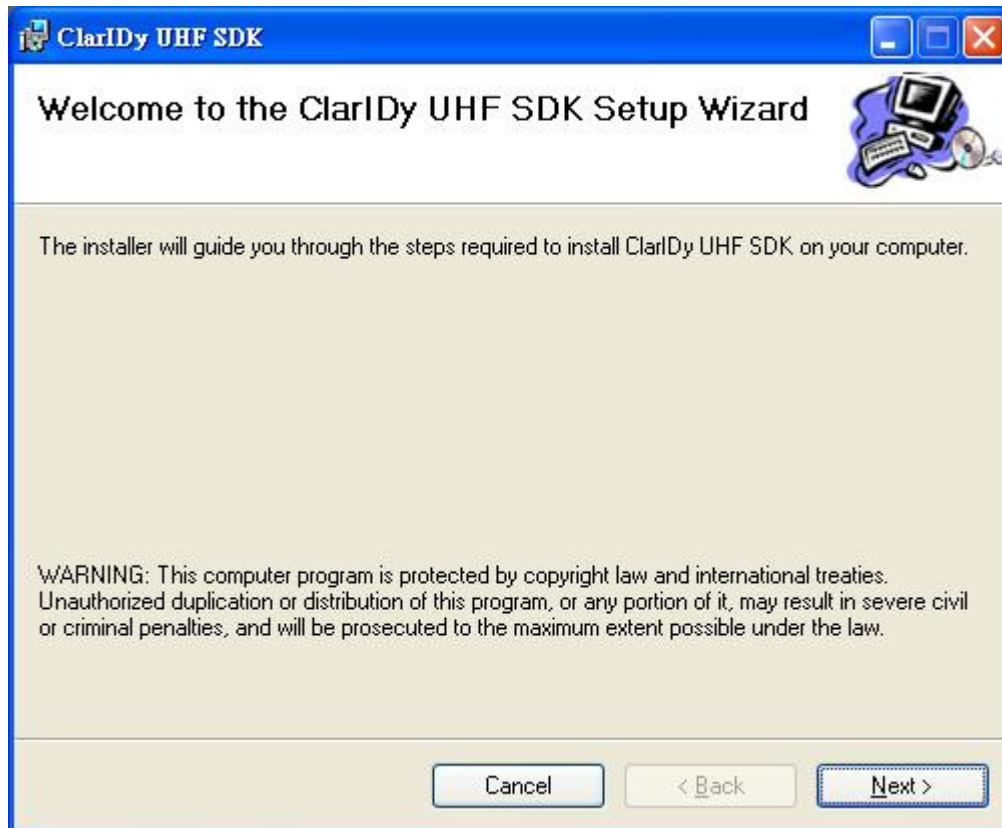 ClarIDy UHF SDK
Welcome to the ClarIDy UHF SDK Setup Wizard
The installer will guide you through the steps required to install ClarIDy UHF SDK on your computer.
WARNING: This computer program is protected by copyright law and international treaties.
Unauthorized duplication or distribution of this program, or any portion of it, may result in severe civil
or criminal penalties, and will be prosecuted to the maximum extent possible under the law.
Cancel < Back Next >